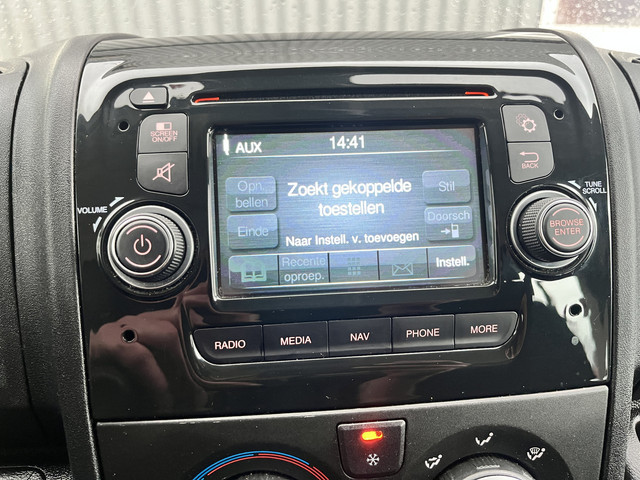 SCREEN
ON/OFF
AUX
14:41
BACK
VOLUME
TUNE
SCROLL
Opn.
bellen
Zoekt gekoppelde
toestellen
Stil
Einde
Doorsch
Naar Instell. v. toevoegen
BROWSE
ENTER
Recente
oproep.
Instell.
RADIO
MEDIA
NAV
PHONE
MORE